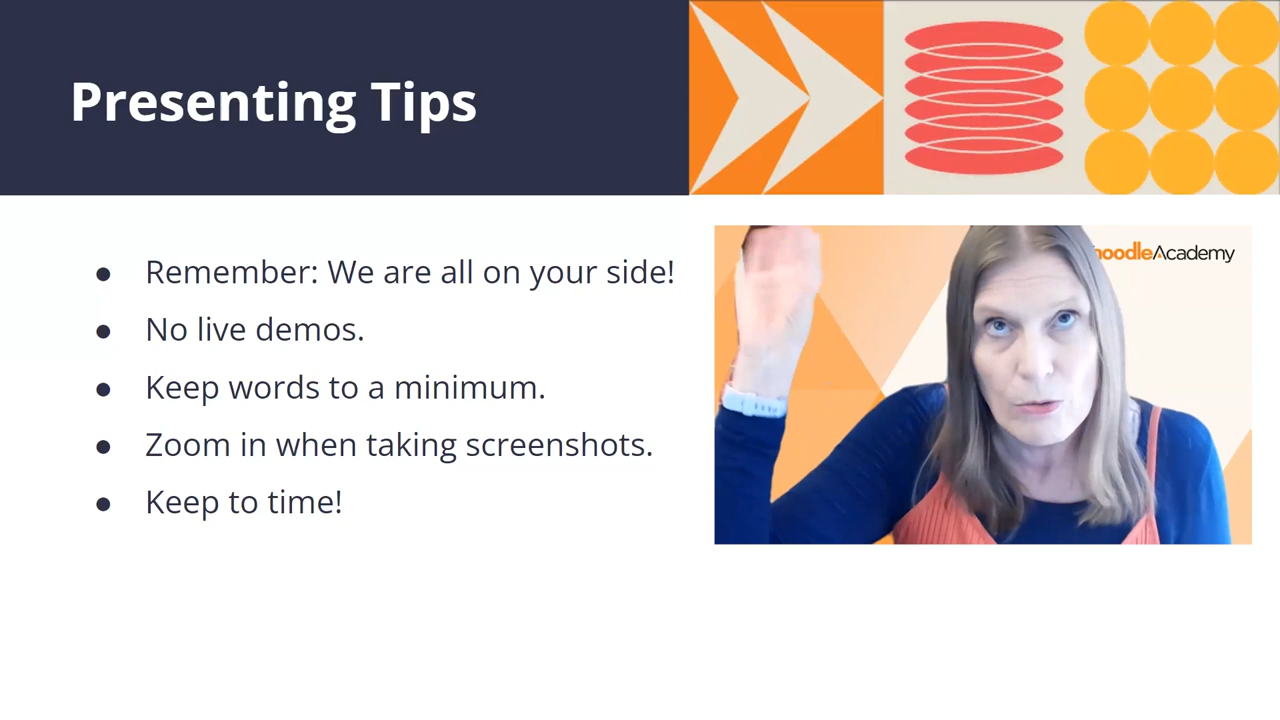 Presenting Tips
Remember: We are all on your side!
No live demos.
Keep words to a minimum.
Zoom in when taking screenshots.
Keep to time!
moodleAcademy